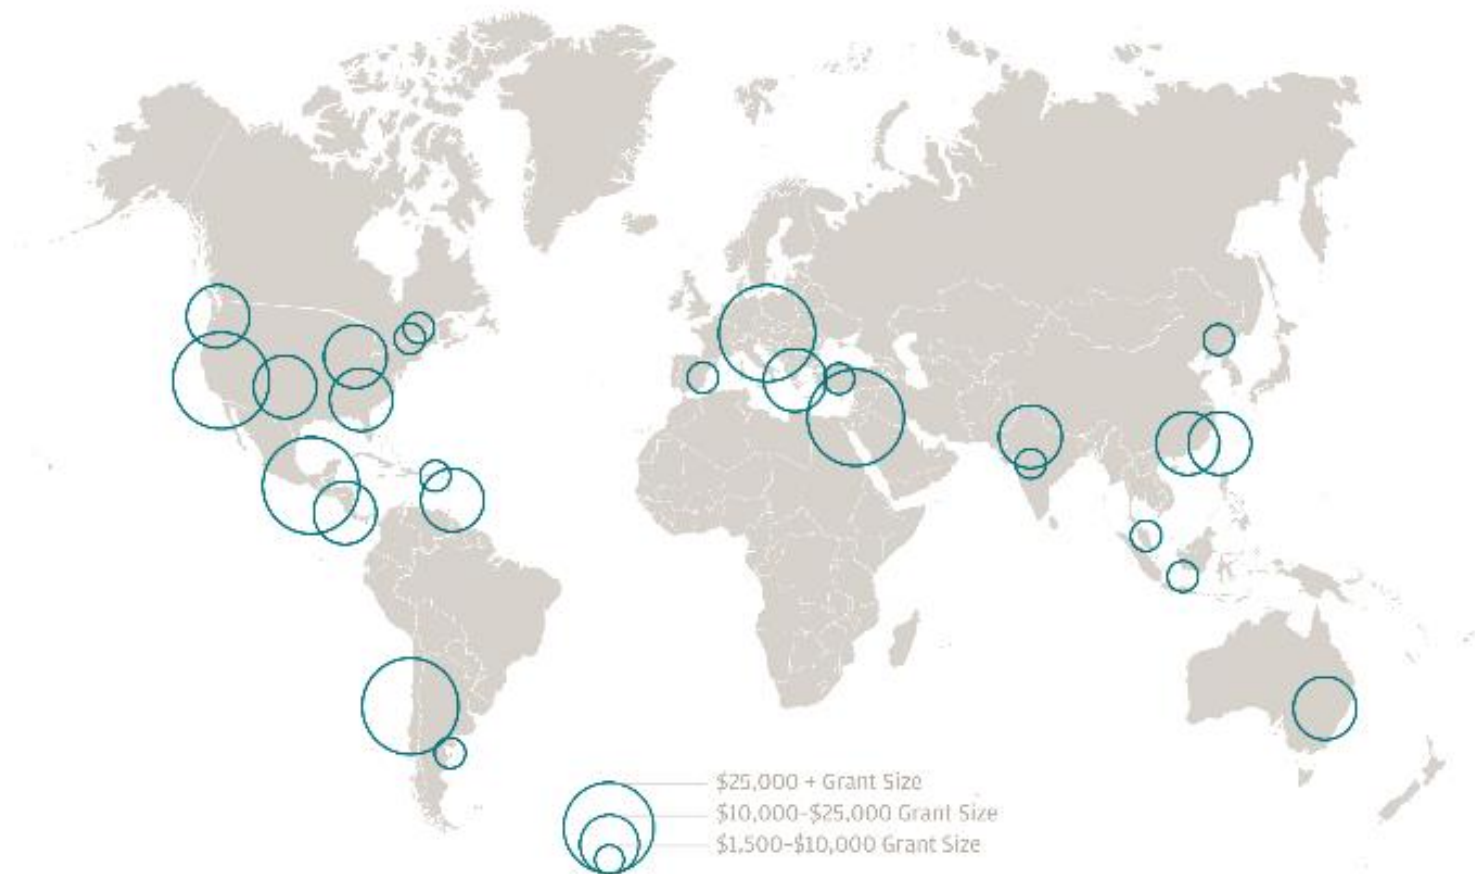 $25,000 + Grant Size
$10,000-$25,000 Grant Size
$1,500-$10,000 Grant Size